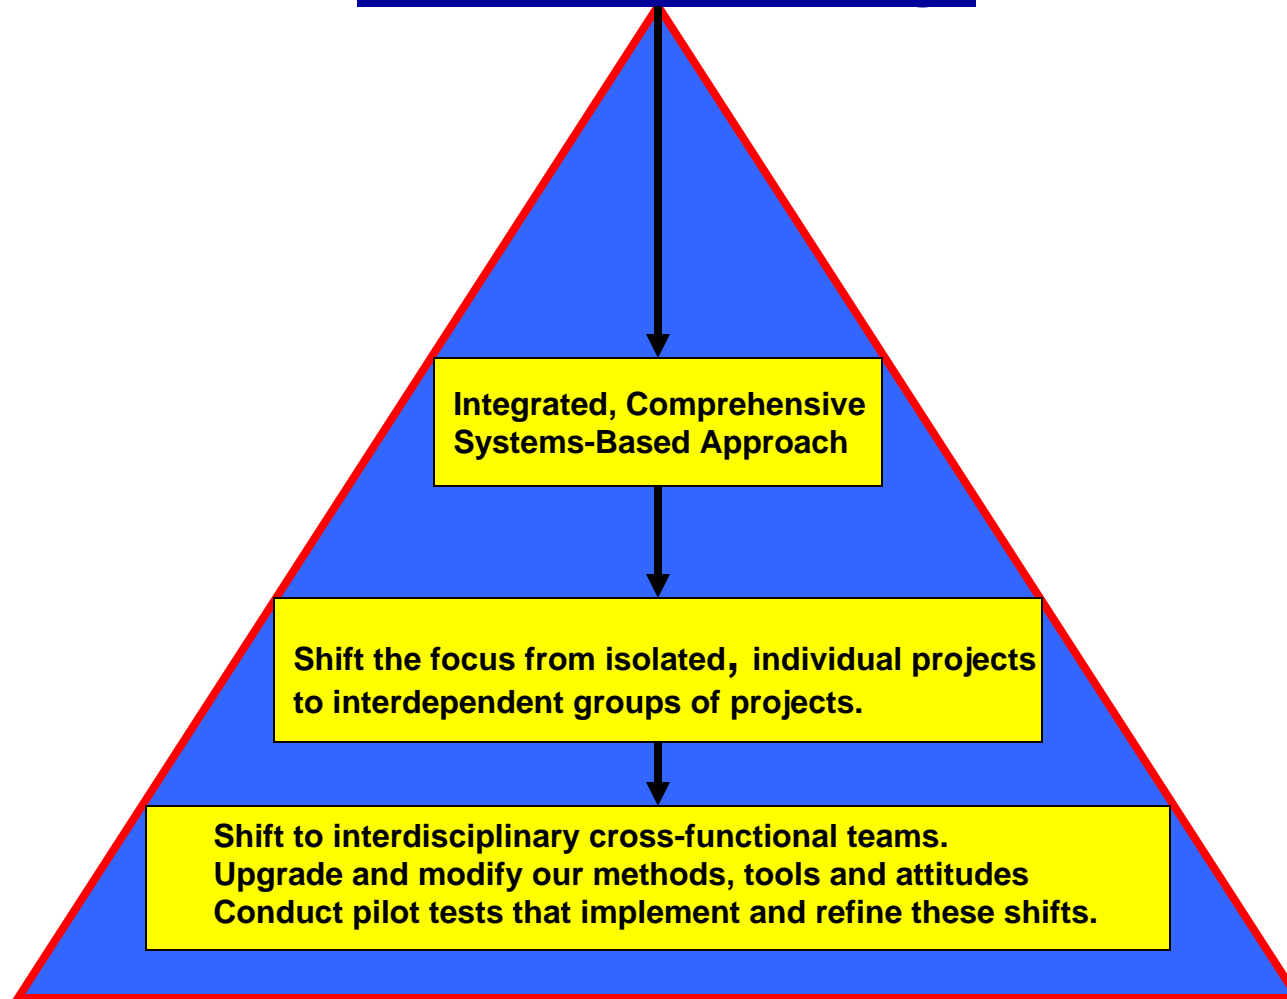 Integrated, Comprehensive
Systems-Based Approach
Shift the focus from isolated, individual projects
to interdependent groups of projects.
Shift to interdisciplinary cross-functional teams.
Upgrade and modify our methods, tools and attitudes
Conduct pilot tests that implement and refine these shifts.